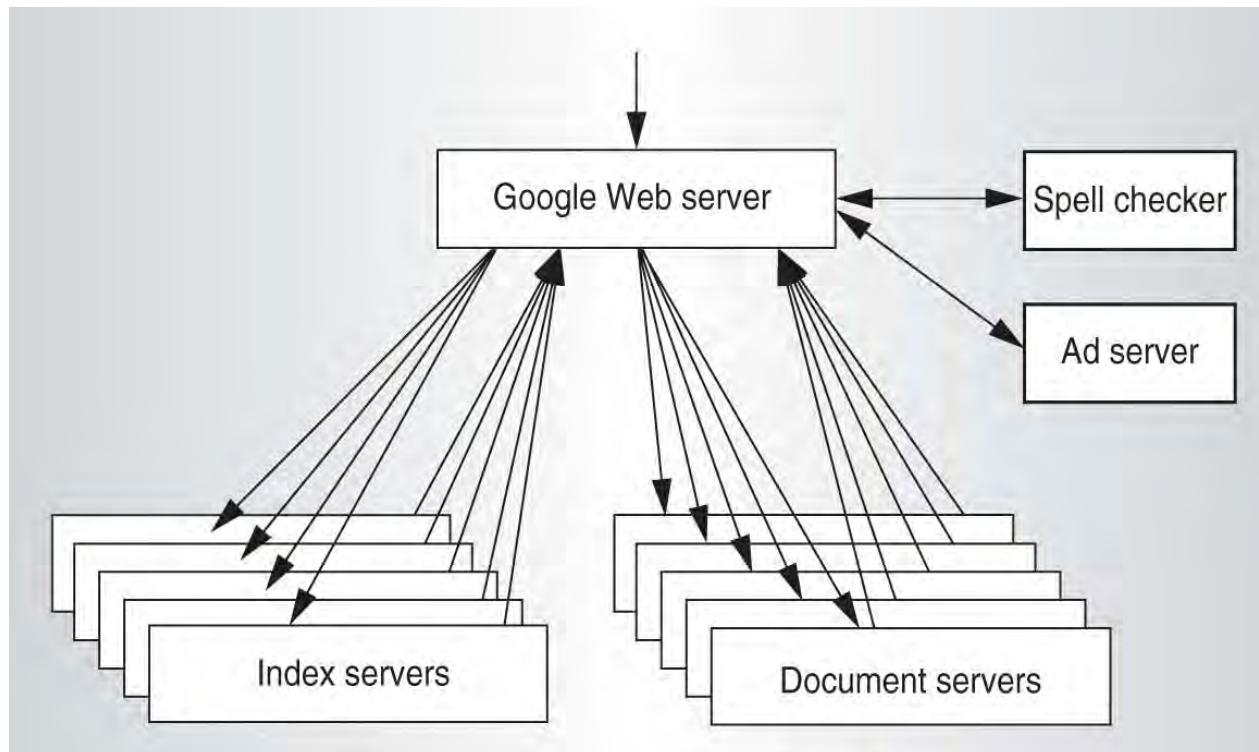 Google Web server
Spell checker
Ad server
Index servers
Document servers